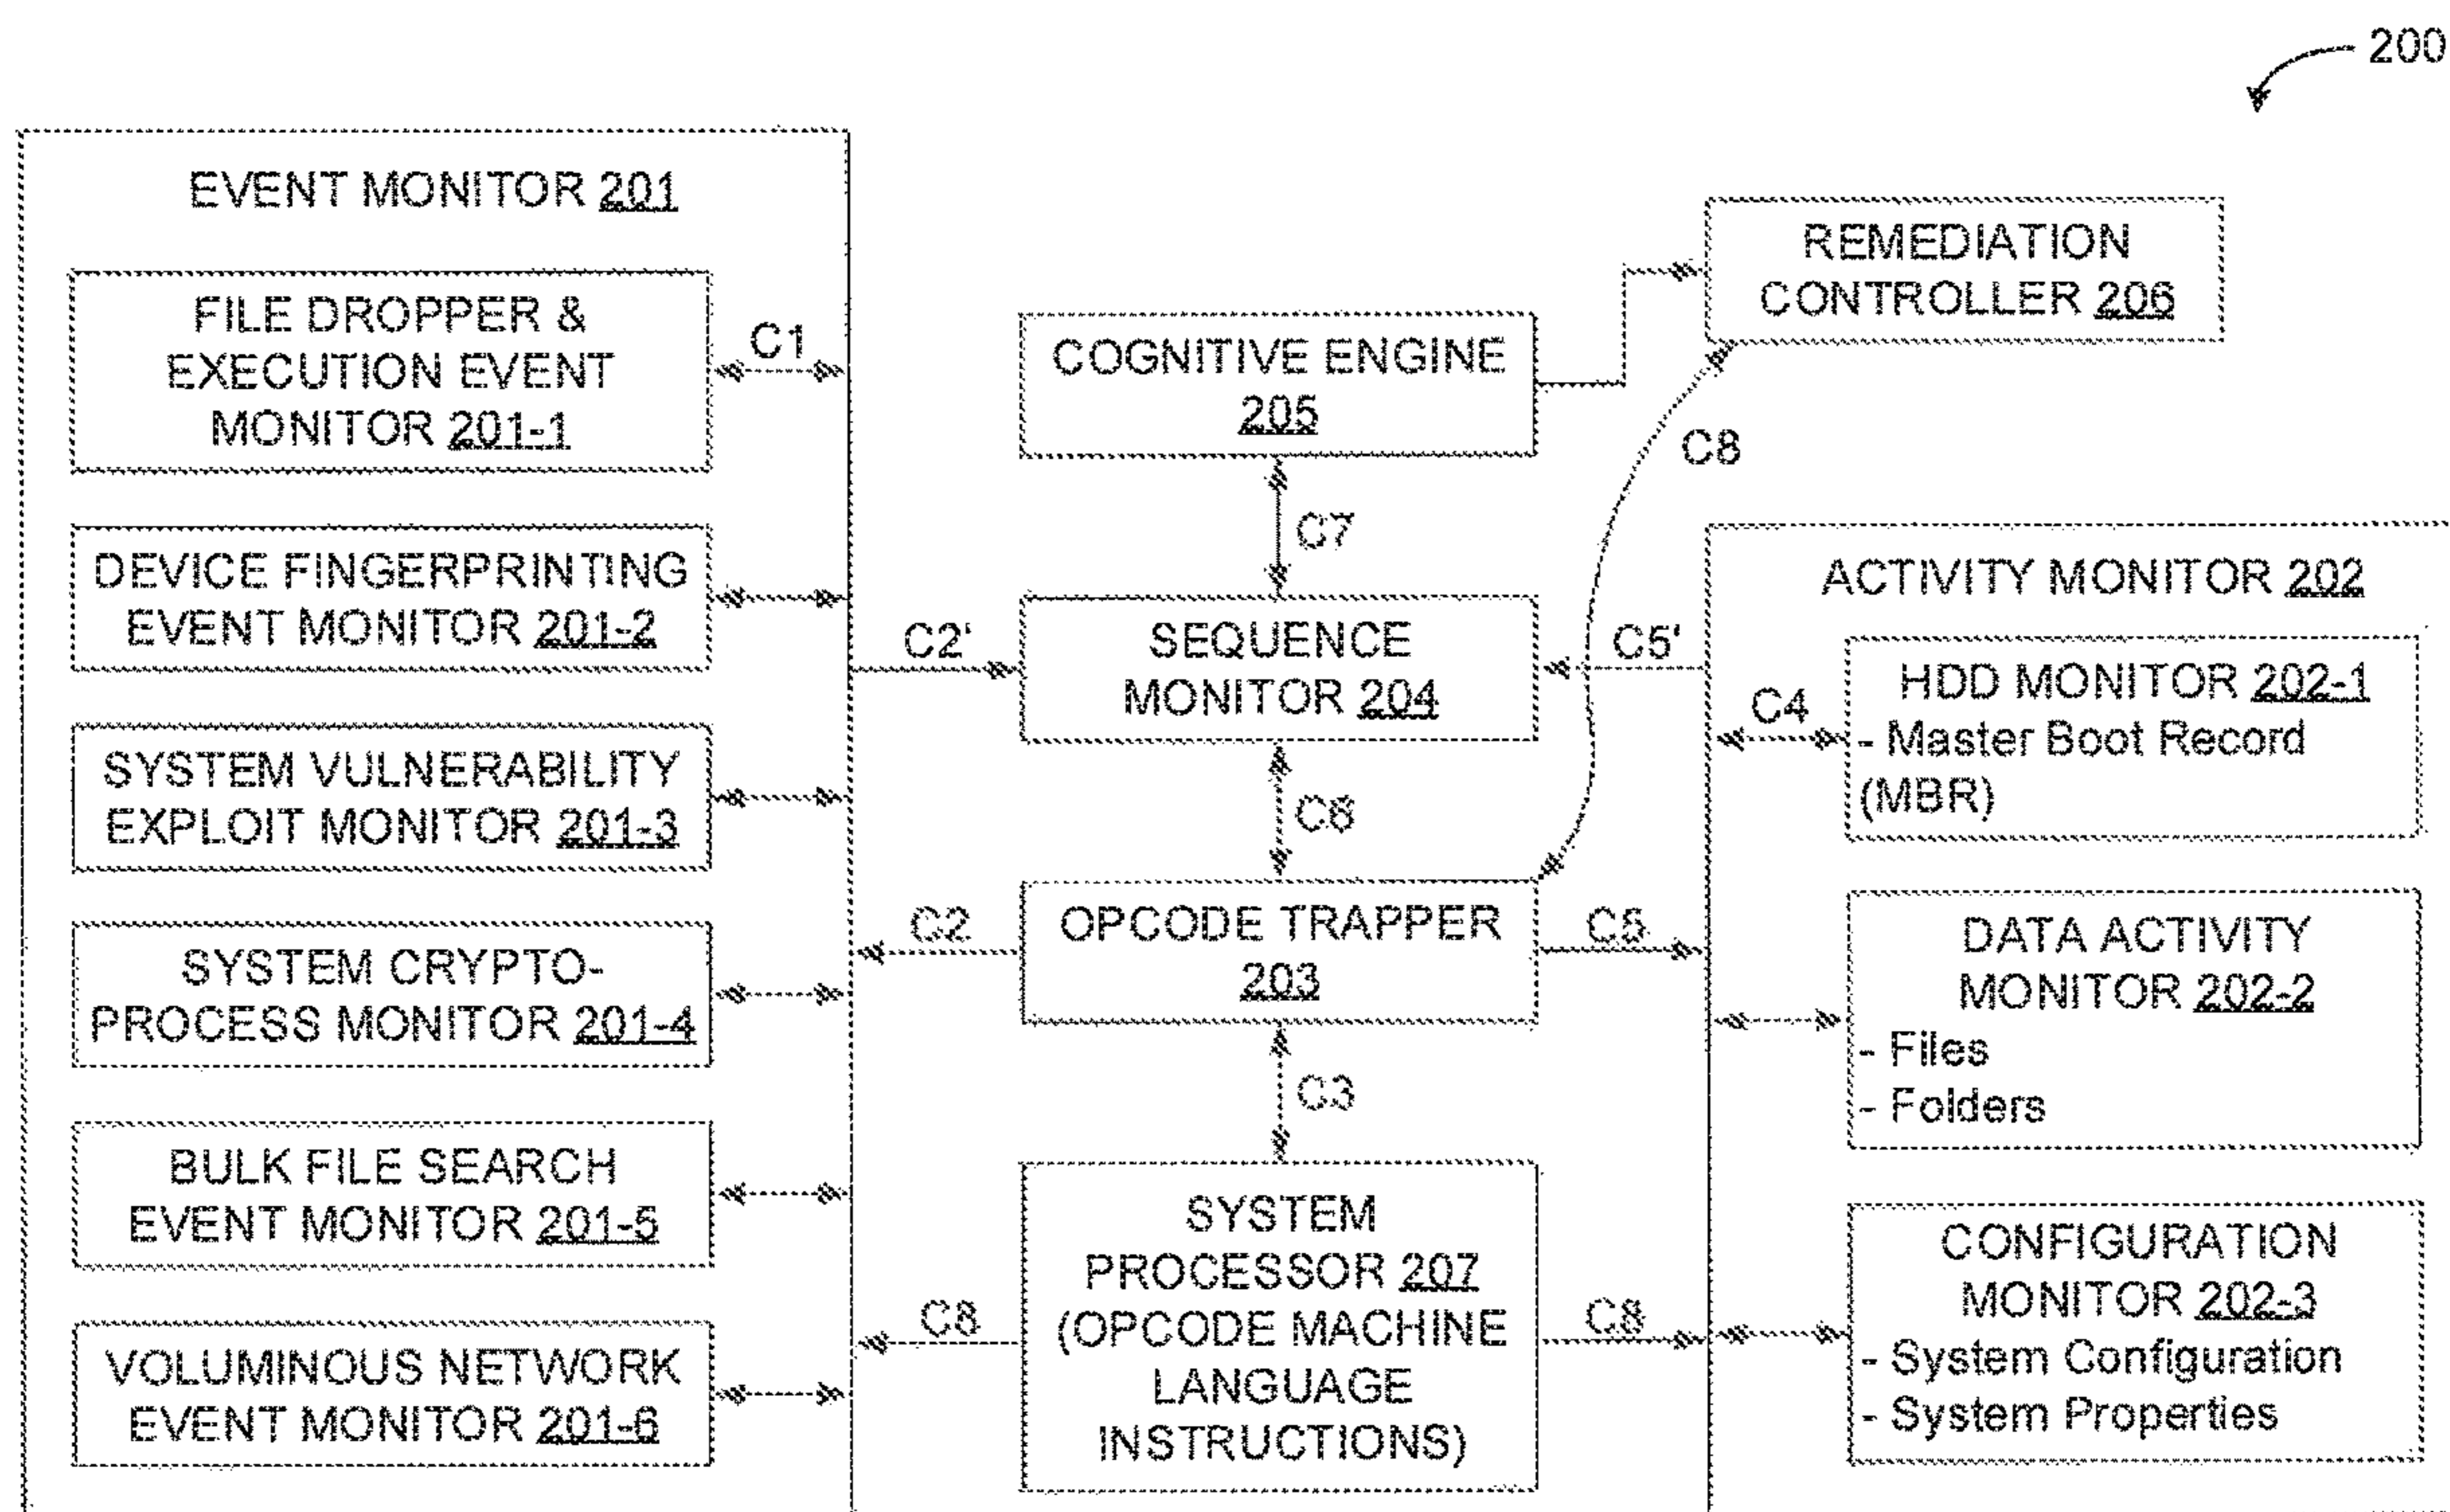 200
EVENT MONITOR 201
FILE DROPPER &
EXECUTION EVENT
MONITOR 201-1
C1
DEVICE FINGERPRINTING
EVENT MONITOR 201-2
SYSTEM VULNERABILITY
EXPLOIT MONITOR 201-3
SYSTEM CRYPTO-
PROCESS MONITOR 201-4
BULK FILE SEARCH
EVENT MONITOR 201-5
VOLUMINOUS NETWORK
EVENT MONITOR 201-6
C2'
C2
C8
COGNITIVE ENGINE
205
C7
SEQUENCE
MONITOR 204
C6
OPCODE TRAPPER
203
C3
SYSTEM
PROCESSOR 207
(OPCODE MACHINE
LANGUAGE
INSTRUCTIONS)
REMEDIATION
CONTROLLER 206
C8
C5'
C5
C8
ACTIVITY MONITOR 202
C4
HDD MONITOR 202-1
- Master Boot Record
(MBR)
DATA ACTIVITY
MONITOR 202-2
- Files
- Folders
CONFIGURATION
MONITOR 202-3
- System Configuration
- System Properties